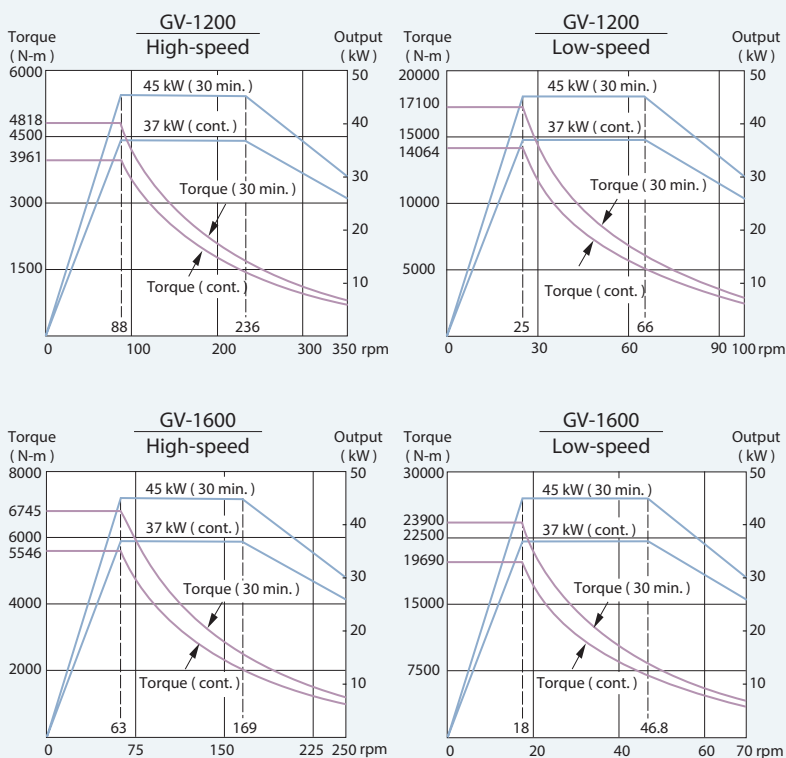 GV-1200
High-speed
Torque
( N-m )
Output
( kW )
6000
4818
4500
3961
3000
1500
50
40
30
20
10
45 kW ( 30 min. )
37 kW ( cont. )
Torque ( 30 min. )
Torque ( cont. )
88
236
0
100
200
300
350 rpm
GV-1200
Low-speed
Torque
( N-m )
Output
( kW )
20000
17100
15000
14064
10000
5000
50
40
30
20
10
45 kW ( 30 min. )
37 kW ( cont. )
Torque ( 30 min. )
Torque ( cont. )
25
66
0
30
60
90
100 rpm
GV-1600
High-speed
Torque
( N-m )
Output
( kW )
8000
6745
6000
5546
4000
2000
50
40
30
20
10
45 kW ( 30 min. )
37 kW ( cont. )
Torque ( 30 min. )
Torque ( cont. )
63
169
0
75
150
225
250 rpm
GV-1600
Low-speed
Torque
( N-m )
Output
( kW )
30000
23900
22500
19690
15000
7500
50
40
30
20
10
45 kW ( 30 min. )
37 kW ( cont. )
Torque ( 30 min. )
Torque ( cont. )
18
46.8
0
20
40
60
70 rpm